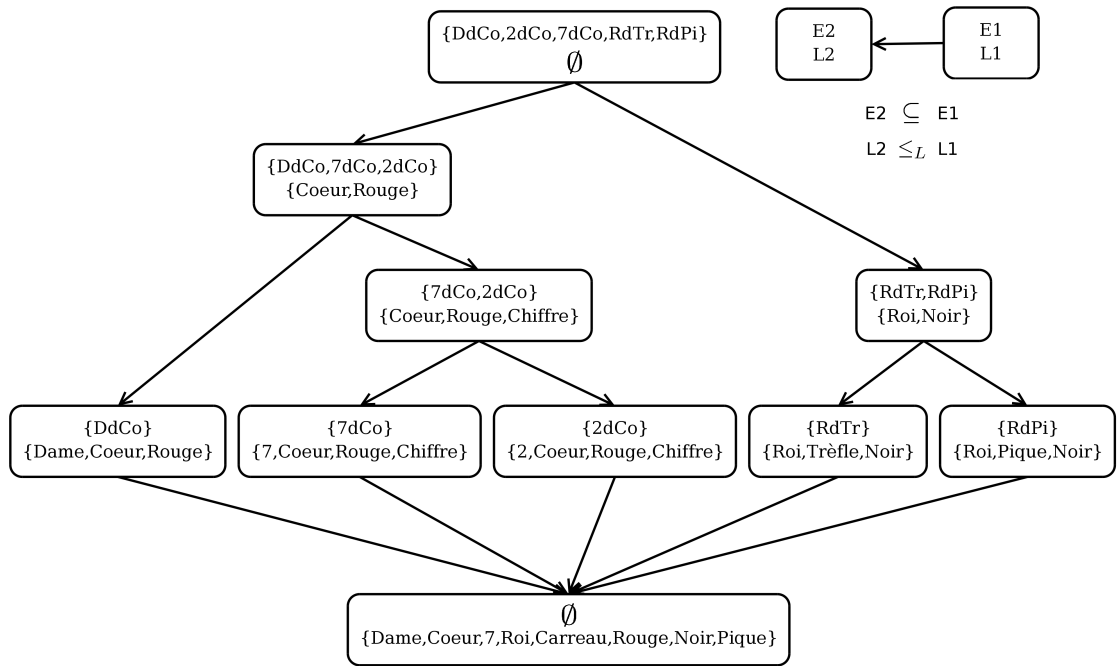 {DdCo,2dCo,7dCo,RdTr,RdPi}
∅
E2
L2
E1
L1
E2 ⊆ E1
L2 ≤L L1
{DdCo,7dCo,2dCo}
{Coeur,Rouge}
{7dCo,2dCo}
{Coeur,Rouge,Chiffre}
{RdTr,RdPi}
{Roi,Noir}
{DdCo}
{Dame,Coeur,Rouge}
{7dCo}
{7,Coeur,Rouge,Chiffre}
{2dCo}
{2,Coeur,Rouge,Chiffre}
{RdTr}
{Roi,Trèfle,Noir}
{RdPi}
{Roi,Pique,Noir}
∅
{Dame,Coeur,7,Roi,Carreau,Rouge,Noir,Pique}